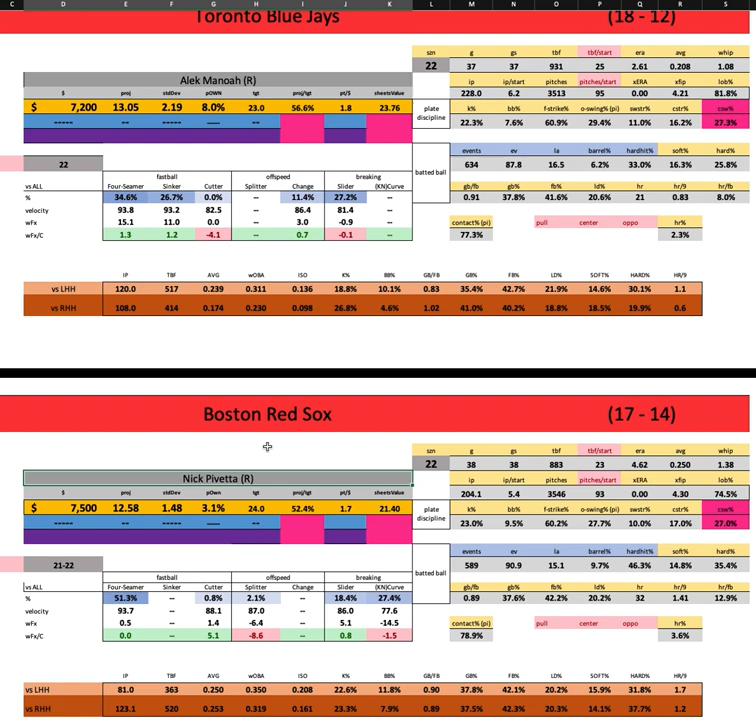 C D E F G H I J K L M N O P Q R S
Toronto Blue Jays (18 - 12)
szn g gs tbf tbf/start era avg whip
22 37 37 931 25 2.61 0.208 1.08
Alek Manoah (R) ip ip/start pitches pitches/start xERA xfip lob%
$ proj stdDev pOWN tgt proj/tgt pt/$ sheetsValue 228.0 6.2 3513 95 0.00 4.21 81.8%
$ 7,200 13.05 2.19 8.0% 23.0 56.6% 1.8 23.76 plate discipline k% bb% f-strike% o-swing% (pi) swstr% cstr% csw%
----- -- --- ---- -- 22.3% 7.6% 60.9% 29.4% 11.0% 16.2% 27.3%
events ev la barrel% hardhit% soft% hard%
22 batted ball 634 87.8 16.5 6.2% 33.0% 16.3% 25.8%
fastball offspeed breaking
vs ALL Four-Seamer Sinker Cutter Splitter Change Slider (KN)Curve gb/fb gb% fb% ld% hr hr/9 hr/fb
% 34.6% 26.7% 0.0% -- 11.4% 27.2% -- 0.91 37.8% 41.6% 20.6% 21 0.83 8.0%
velocity 93.8 93.2 82.5 -- 86.4 81.4 --
wFx 15.1 11.0 0.0 -- 3.0 -0.9 -- contact% (pi) pull center oppo hr%
wFx/C 1.3 1.2 -4.1 -- 0.7 -0.1 -- 77.3% 2.3%
IP TBF AVG wOBA ISO K% BB% GB/FB GB% FB% LD% SOFT% HARD% HR/9
vs LHH 120.0 517 0.239 0.311 0.136 18.8% 10.1% 0.83 35.4% 42.7% 21.9% 14.6% 30.1% 1.1
vs RHH 108.0 414 0.174 0.230 0.098 26.8% 4.6% 1.02 41.0% 40.2% 18.8% 18.5% 19.9% 0.6
Boston Red Sox (17 - 14)
szn g gs tbf tbf/start era avg whip
22 38 38 883 23 4.62 0.250 1.38
Nick Pivetta (R) ip ip/start pitches pitches/start xERA xfip lob%
$ proj stdDev pOwn tgt proj/tgt pt/$ sheetsValue 204.1 5.4 3546 93 0.00 4.30 74.5%
$ 7,500 12.58 1.48 3.1% 24.0 52.4% 1.7 21.40 plate discipline k% bb% f-strike% o-swing% (pi) swstr% cstr% csw%
----- -- --- ---- -- 23.0% 9.5% 60.2% 27.7% 10.0% 17.0% 27.0%
events ev la barrel% hardhit% soft% hard%
21-22 batted ball 589 90.9 15.1 9.7% 46.3% 14.8% 35.4%
fastball offspeed breaking
vs ALL Four-Seamer Sinker Cutter Splitter Change Slider (KN)Curve gb/fb gb% fb% ld% hr hr/9 hr/fb
% 51.3% -- 0.8% 2.1% -- 18.4% 27.4% 0.89 37.6% 42.2% 20.2% 32 1.41 12.9%
velocity 93.7 -- 88.1 87.0 -- 86.0 77.6
wFx 0.5 -- 1.4 -6.4 -- 5.1 -14.5 contact% (pi) pull center oppo hr%
wFx/C 0.0 -- 5.1 -8.6 -- 0.8 -1.5 78.9% 3.6%
IP TBF AVG wOBA ISO K% BB% GB/FB GB% FB% LD% SOFT% HARD% HR/9
vs LHH 81.0 363 0.250 0.350 0.208 22.6% 11.8% 0.90 37.8% 42.1% 20.2% 15.9% 31.8% 1.7
vs RHH 123.1 520 0.253 0.319 0.161 23.3% 7.9% 0.89 37.5% 42.3% 20.3% 14.1% 37.7% 1.2